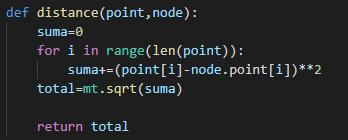 def distance(point,node):
    suma=0
    for i in range(len(point)):
        suma+=(point[i]-node.point[i])**2
    total=mt.sqrt(suma)

    return total